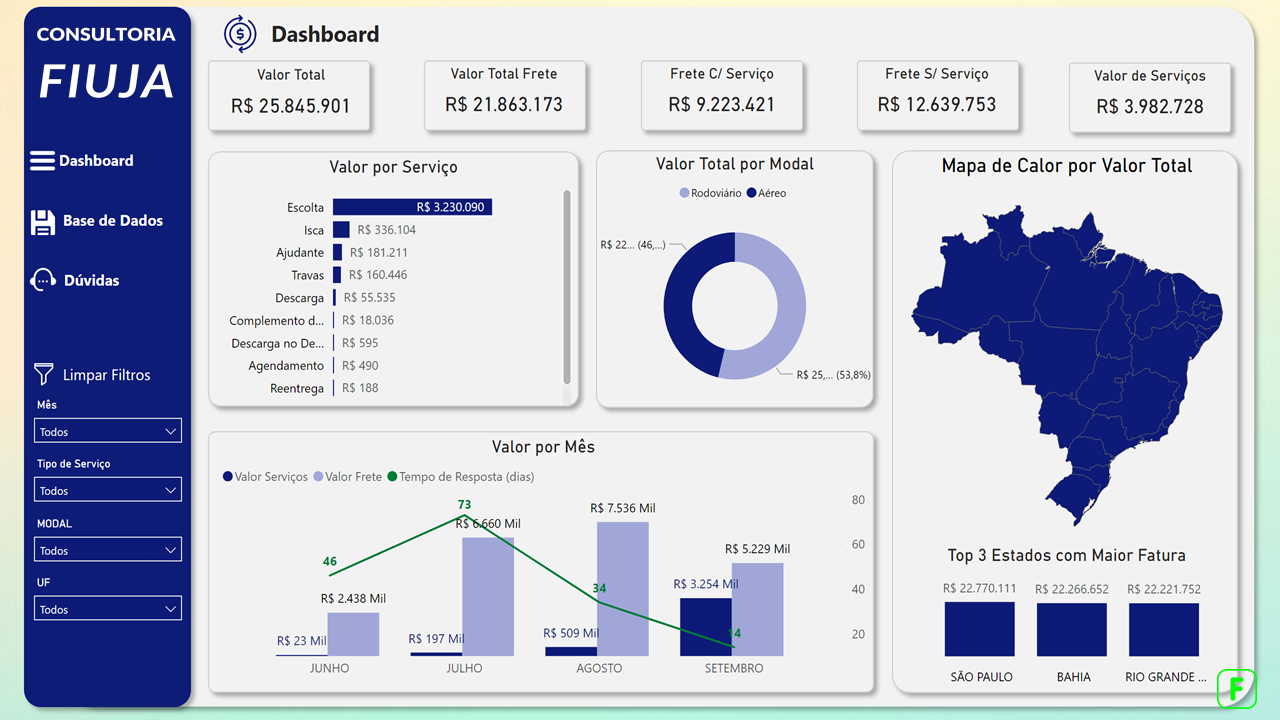 CONSULTORIA
FIUJA
Dashboard
Base de Dados
Dúvidas
Limpar Filtros
Mês
Todos
Tipo de Serviço
Todos
MODAL
Todos
UF
Todos
Dashboard
Valor Total
R$ 25.845.901
Valor Total Frete
R$ 21.863.173
Frete C/ Serviço
R$ 9.223.421
Frete S/ Serviço
R$ 12.639.753
Valor de Serviços
R$ 3.982.728
Valor por Serviço
Escolta R$ 3.230.090
Isca R$ 336.104
Ajudante R$ 181.211
Travas R$ 160.446
Descarga R$ 55.535
Complemento d... R$ 18.036
Descarga no De... R$ 595
Agendamento R$ 490
Reentrega R$ 188
Valor Total por Modal
Rodoviário Aéreo
R$ 22... (46,...)
R$ 25,... (53,8%)
Valor por Mês
Valor Serviços Valor Frete Tempo de Resposta (dias)
80
60
40
20
46
73
34
14
R$ 23 Mil
R$ 2.438 Mil
R$ 197 Mil
R$ 6.660 Mil
R$ 509 Mil
R$ 7.536 Mil
R$ 3.254 Mil
R$ 5.229 Mil
JUNHO JULHO AGOSTO SETEMBRO
Mapa de Calor por Valor Total
Top 3 Estados com Maior Fatura
R$ 22.770.111 R$ 22.266.652 R$ 22.221.752
SÃO PAULO BAHIA RIO GRANDE ...
F